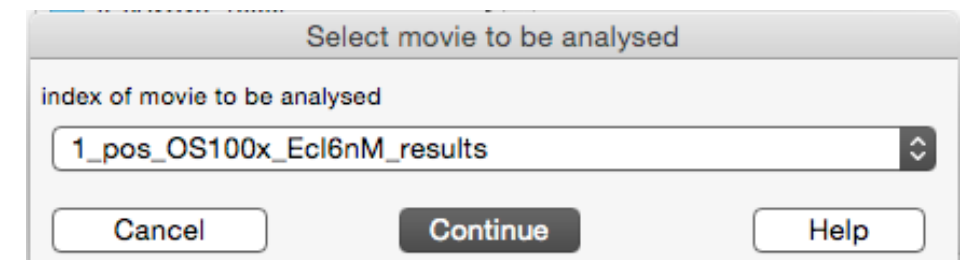 Select movie to be analysed
index of movie to be analysed
1_pos_OS100x_Ecl6nM_results
Cancel Continue Help